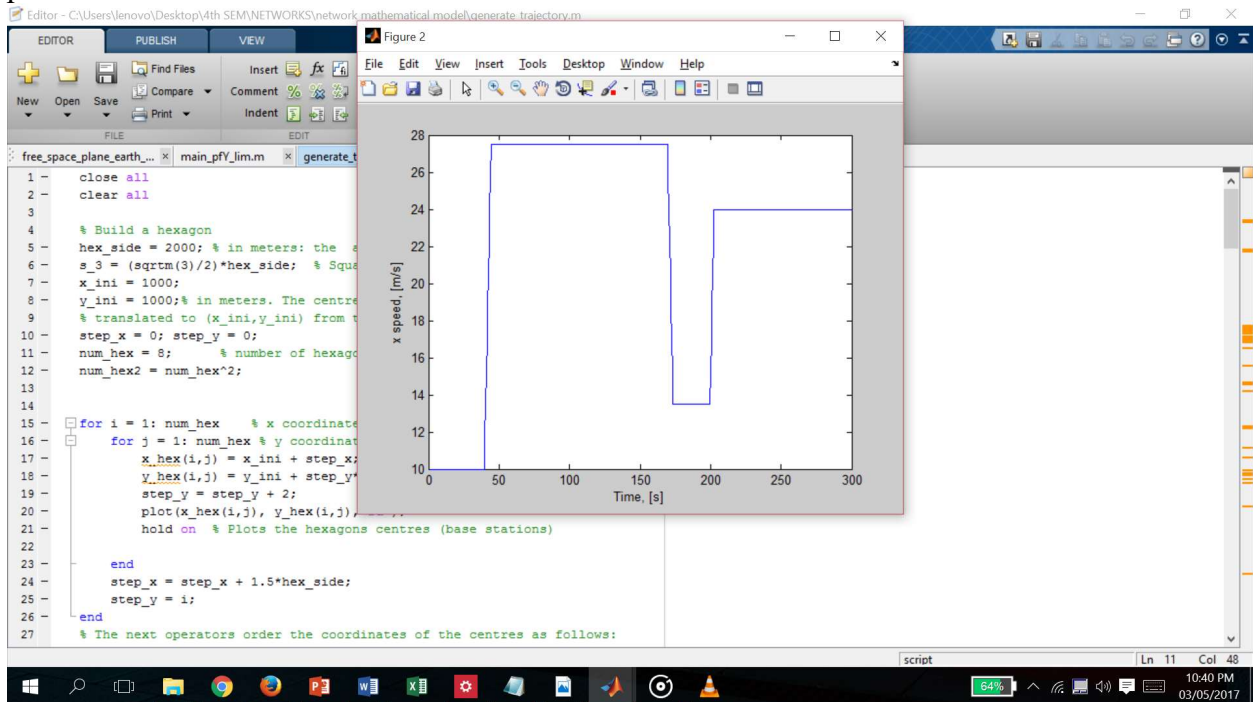 Editor - C:\Users\lenovo\Desktop\4th SEM\NETWORKS\network mathematical model\generate_trajectory.m
EDITOR PUBLISH VIEW
New Open Save
Find Files
Compare
Print
Insert fx
Comment
Indent
FILE EDIT
free_space_plane_earth_... × main_pfY_lim.m × generate_t
1 - close all
2 - clear all
3
4 % Build a hexagon
5 - hex_side = 2000; % in meters: the
6 - s_3 = (sqrtm(3)/2)*hex_side; % Squa
7 - x_ini = 1000;
8 - y_ini = 1000;% in meters. The centre
9 % translated to (x_ini,y_ini) from
10 - step_x = 0; step_y = 0;
11 - num_hex = 8; % number of hexago
12 - num_hex2 = num_hex^2;
13
14
15 - for i = 1: num_hex % x coordinate
16 - for j = 1: num_hex % y coordinat
17 - x_hex(i,j) = x_ini + step_x;
18 - y_hex(i,j) = y_ini + step_y*
19 - step_y = step_y + 2;
20 - plot(x_hex(i,j), y_hex(i,j),
21 - hold on % Plots the hexagons centres (base stations)
22
23 - end
24 - step_x = step_x + 1.5*hex_side;
25 - step_y = i;
26 - end
27 % The next operators order the coordinates of the centres as follows:
Figure 2
File Edit View Insert Tools Desktop Window Help
28
26
24
22
20
18
16
14
12
10
x speed, [m/s]
0 50 100 150 200 250 300
Time, [s]
script Ln 11 Col 48
64%
10:40 PM
03/05/2017